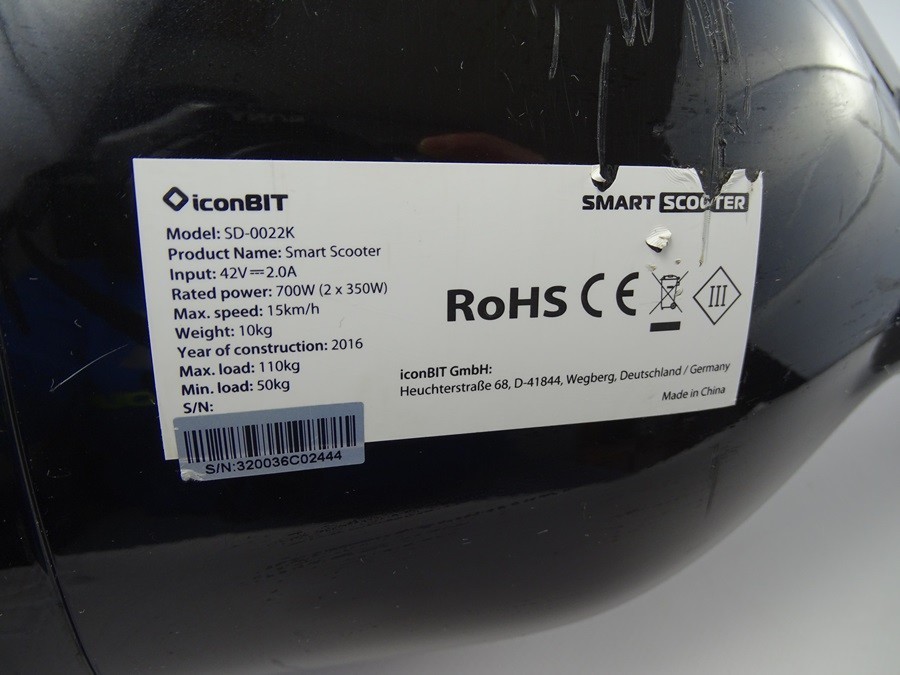 iconBIT
SMART SCOOTER
Model: SD-0022K
Product Name: Smart Scooter
Input: 42V⎓2.0A
Rated power: 700W (2 x 350W)
Max. speed: 15km/h
Weight: 10kg
Year of construction: 2016
Max. load: 110kg
Min. load: 50kg
S/N:
S/N:320036C02444
RoHS CE
III
iconBIT GmbH:
Heuchterstraße 68, D-41844, Wegberg, Deutschland / Germany
Made in China